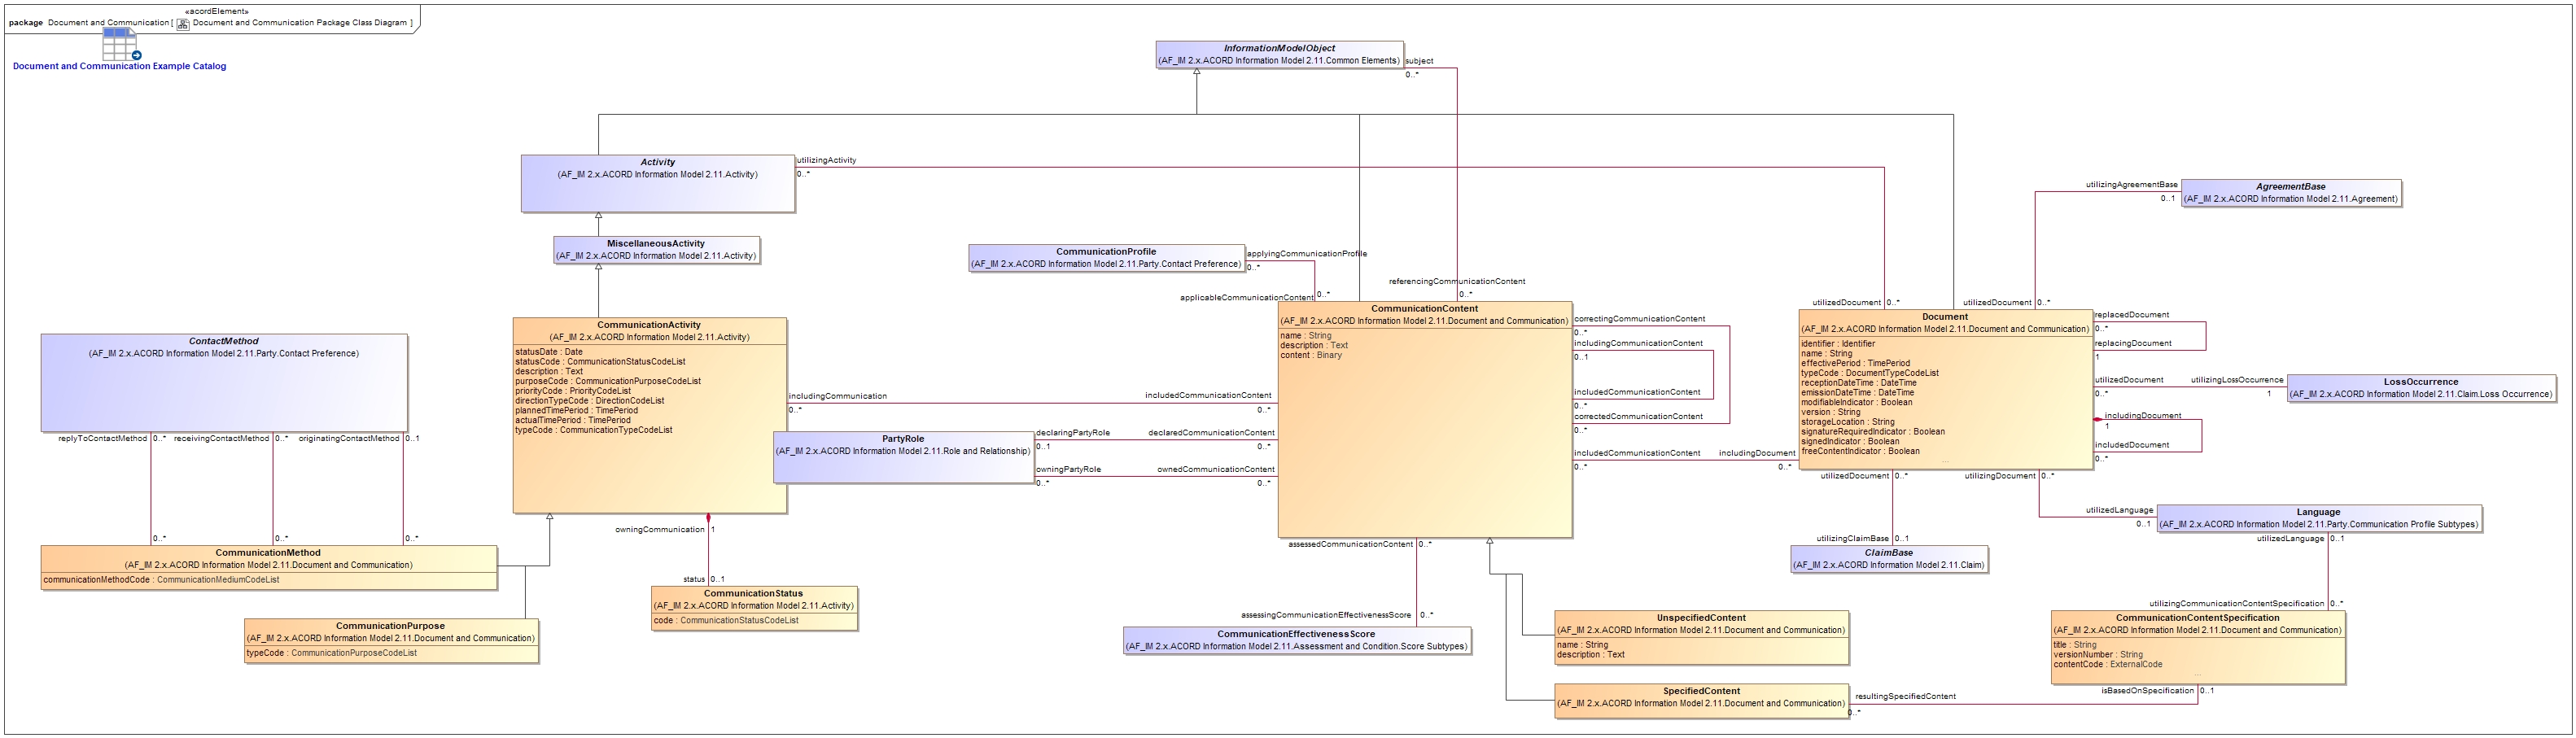 «acordElement»
package Document and Communication [ Document and Communication Package Class Diagram ]
Document and Communication Example Catalog
InformationModelObject
(AF_IM 2.x.ACORD Information Model 2.11.Common Elements)
subject
0..*
Activity
(AF_IM 2.x.ACORD Information Model 2.11.Activity)
utilizingActivity
0..*
utilizingAgreementBase
0..1
AgreementBase
(AF_IM 2.x.ACORD Information Model 2.11.Agreement)
MiscellaneousActivity
(AF_IM 2.x.ACORD Information Model 2.11.Activity)
CommunicationProfile
(AF_IM 2.x.ACORD Information Model 2.11.Party.Contact Preference)
applyingCommunicationProfile
0..*
applicableCommunicationContent
0..*
referencingCommunicationContent
0..*
CommunicationActivity
(AF_IM 2.x.ACORD Information Model 2.11.Activity)
statusDate : Date
statusCode : CommunicationStatusCodeList
description : Text
purposeCode : CommunicationPurposeCodeList
priorityCode : PriorityCodeList
directionTypeCode : DirectionCodeList
plannedTimePeriod : TimePeriod
actualTimePeriod : TimePeriod
typeCode : CommunicationTypeCodeList
ContactMethod
(AF_IM 2.x.ACORD Information Model 2.11.Party.Contact Preference)
replyToContactMethod
0..*
receivingContactMethod
0..*
originatingContactMethod
0..1
0..*
0..*
0..*
CommunicationMethod
(AF_IM 2.x.ACORD Information Model 2.11.Document and Communication)
communicationMethodCode : CommunicationMediumCodeList
CommunicationPurpose
(AF_IM 2.x.ACORD Information Model 2.11.Document and Communication)
typeCode : CommunicationPurposeCodeList
owningCommunication
1
status
0..1
CommunicationStatus
(AF_IM 2.x.ACORD Information Model 2.11.Activity)
code : CommunicationStatusCodeList
includingCommunication
0..*
includedCommunicationContent
0..*
PartyRole
(AF_IM 2.x.ACORD Information Model 2.11.Role and Relationship)
declaringPartyRole
0..1
declaredCommunicationContent
0..*
owningPartyRole
0..*
ownedCommunicationContent
0..*
CommunicationContent
(AF_IM 2.x.ACORD Information Model 2.11.Document and Communication)
name : String
description : Text
content : Binary
correctingCommunicationContent
0..*
includingCommunicationContent
0..1
includedCommunicationContent
0..*
correctedCommunicationContent
0..*
includedCommunicationContent
0..*
includingDocument
0..*
assessedCommunicationContent
0..*
assessingCommunicationEffectivenessScore
0..*
CommunicationEffectivenessScore
(AF_IM 2.x.ACORD Information Model 2.11.Assessment and Condition.Score Subtypes)
UnspecifiedContent
(AF_IM 2.x.ACORD Information Model 2.11.Document and Communication)
name : String
description : Text
SpecifiedContent
(AF_IM 2.x.ACORD Information Model 2.11.Document and Communication)
resultingSpecifiedContent
0..*
utilizedDocument
0..*
utilizedDocument
0..*
Document
(AF_IM 2.x.ACORD Information Model 2.11.Document and Communication)
identifier : Identifier
name : String
effectivePeriod : TimePeriod
typeCode : DocumentTypeCodeList
receptionDateTime : DateTime
emissionDateTime : DateTime
modifiableIndicator : Boolean
version : String
storageLocation : String
signatureRequiredIndicator : Boolean
signedIndicator : Boolean
freeContentIndicator : Boolean
...
replacedDocument
0..*
replacingDocument
1
utilizedDocument
0..*
utilizingLossOccurrence
1
LossOccurrence
(AF_IM 2.x.ACORD Information Model 2.11.Claim.Loss Occurrence)
includingDocument
1
includedDocument
0..*
utilizedDocument
0..*
utilizingDocument
0..*
utilizedLanguage
0..1
Language
(AF_IM 2.x.ACORD Information Model 2.11.Party.Communication Profile Subtypes)
utilizedLanguage
0..1
utilizingClaimBase
0..1
ClaimBase
(AF_IM 2.x.ACORD Information Model 2.11.Claim)
utilizingCommunicationContentSpecification
0..*
CommunicationContentSpecification
(AF_IM 2.x.ACORD Information Model 2.11.Document and Communication)
title : String
versionNumber : String
contentCode : ExternalCode
...
isBasedOnSpecification
0..1